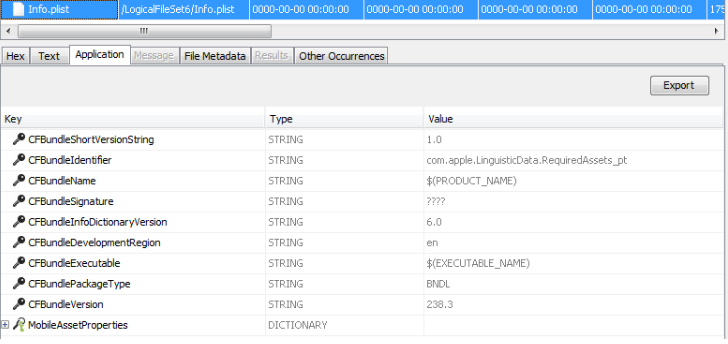 Info.plist /LogicalFileSet6/Info.plist 0000-00-00 00:00:00 0000-00-00 00:00:00 0000-00-00 00:00:00 0000-00-00 00:00:00 175
Hex Text Application Message File Metadata Results Other Occurrences
Export
Key Type Value
CFBundleShortVersionString STRING 1.0
CFBundleIdentifier STRING com.apple.LinguisticData.RequiredAssets_pt
CFBundleName STRING $(PRODUCT_NAME)
CFBundleSignature STRING ????
CFBundleInfoDictionaryVersion STRING 6.0
CFBundleDevelopmentRegion STRING en
CFBundleExecutable STRING $(EXECUTABLE_NAME)
CFBundlePackageType STRING BNDL
CFBundleVersion STRING 238.3
MobileAssetProperties DICTIONARY